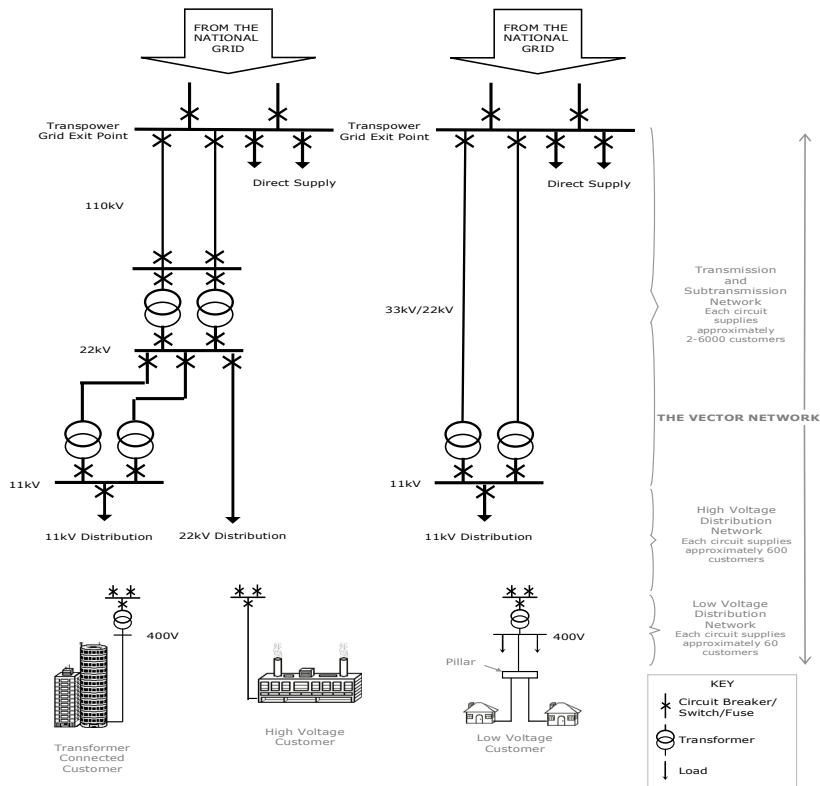 FROM THE
NATIONAL
GRID
FROM THE
NATIONAL
GRID
Transpower
Grid Exit Point
Transpower
Grid Exit Point
Direct Supply
Direct Supply
110kV
Transmission
and
Subtransmission
Network
Each circuit
supplies
approximately
2-6000 customers
33kV/22kV
22kV
THE VECTOR NETWORK
11kV
11kV
High Voltage
Distribution
Network
Each circuit supplies
approximately 600
customers
11kV Distribution
22kV Distribution
11kV Distribution
Low Voltage
Distribution
Network
Each circuit supplies
approximately 60
customers
400V
400V
Pillar
Transformer
Connected
Customer
High Voltage
Customer
Low Voltage
Customer
KEY
Circuit Breaker/
Switch/Fuse
Transformer
Load